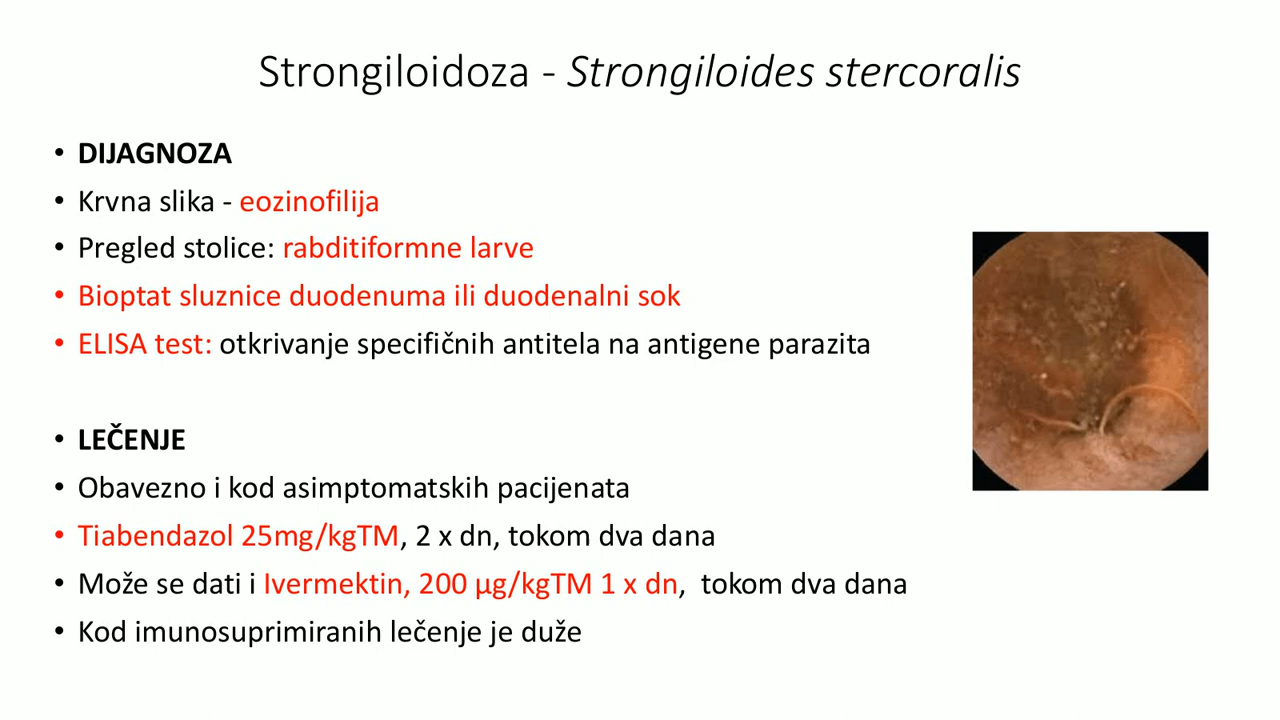 Strongiloidoza - Strongiloides stercoralis
• DIJAGNOZA
• Krvna slika - eozinofilija
• Pregled stolice: rabditiformne larve
• Bioptat sluznice duodenuma ili duodenalni sok
• ELISA test: otkrivanje specifičnih antitela na antigene parazita
• LEČENJE
• Obavezno i kod asimptomatskih pacijenata
• Tiabendazol 25mg/kgTM, 2 x dn, tokom dva dana
• Može se dati i Ivermektin, 200 µg/kgTM 1 x dn, tokom dva dana
• Kod imunosuprimiranih lečenje je duže